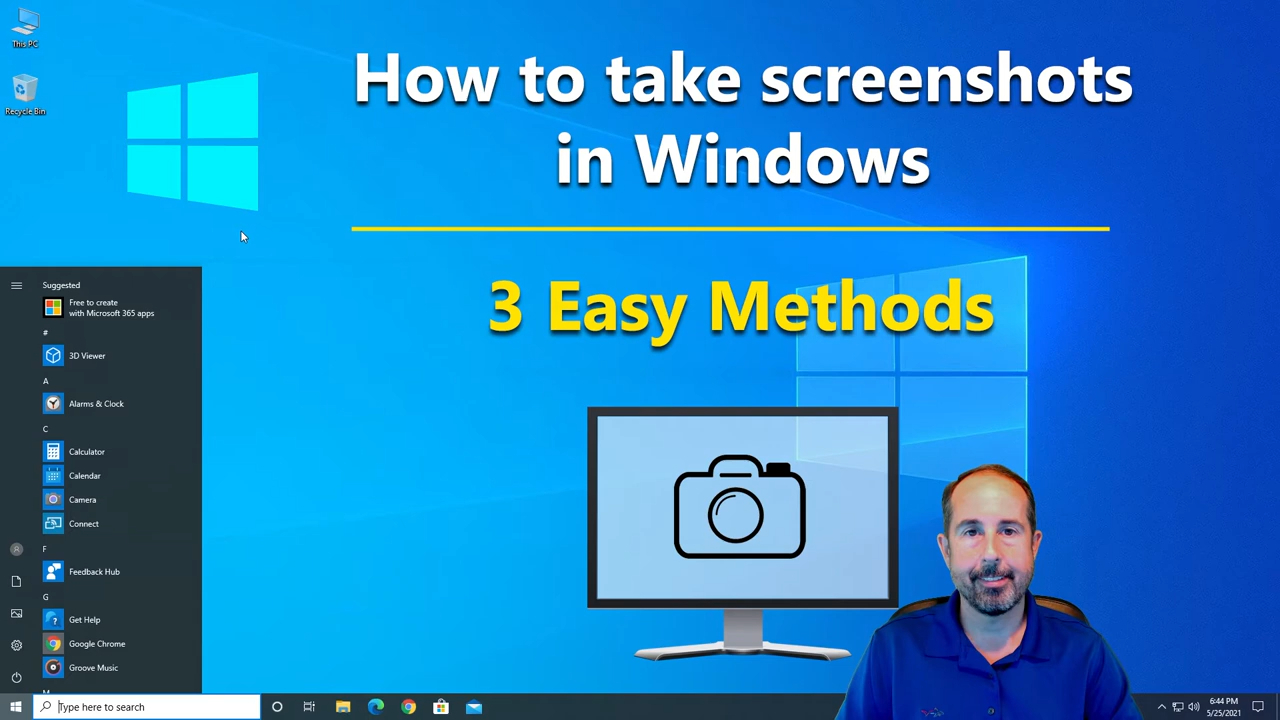 This PC
Recycle Bin
How to take screenshots
in Windows
3 Easy Methods
Suggested
Free to create
with Microsoft 365 apps
#
3D Viewer
A
Alarms & Clock
C
Calculator
Calendar
Camera
Connect
F
Feedback Hub
G
Get Help
Google Chrome
Groove Music
M
Type here to search
6:44 PM
5/25/2021